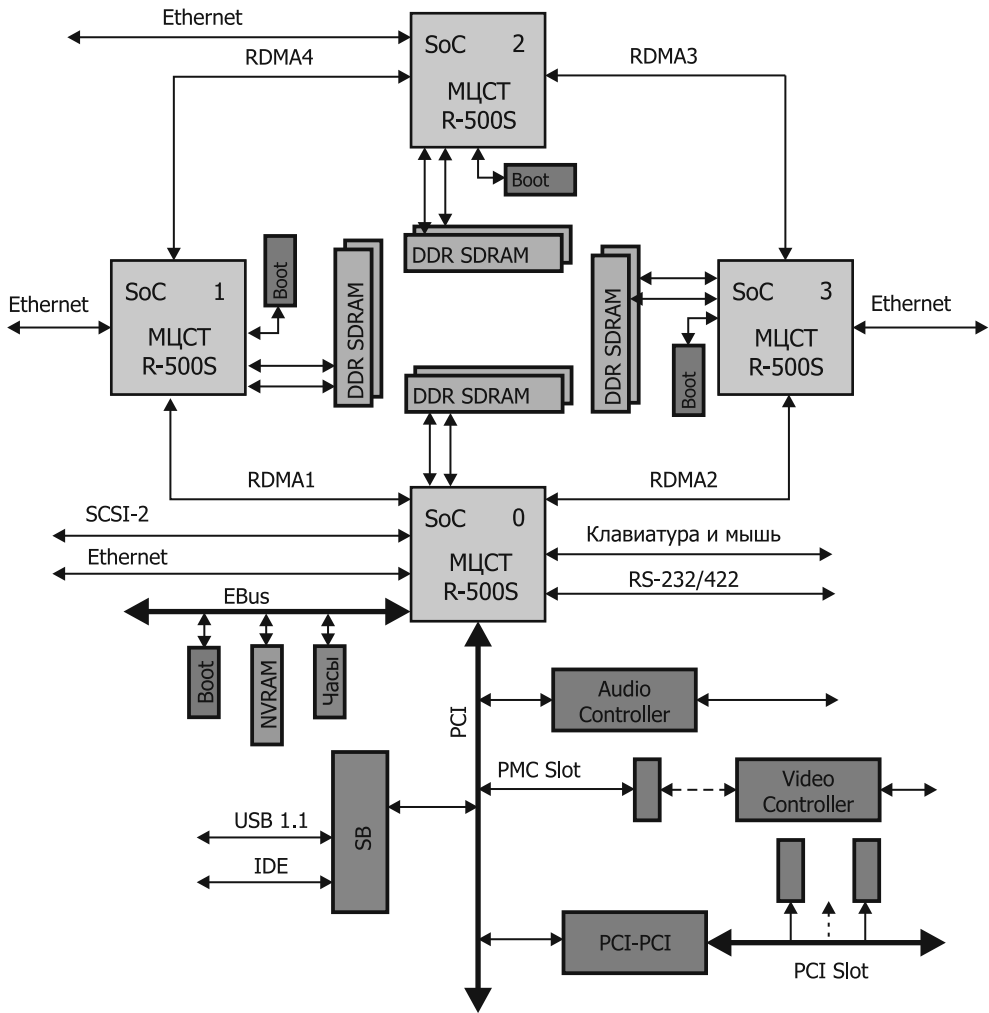 Ethernet
SoC 2
МЦСТ
R-500S
RDMA4
RDMA3
Boot
DDR SDRAM
Boot
SoC 1
МЦСТ
R-500S
Ethernet
DDR SDRAM
DDR SDRAM
SoC 3
МЦСТ
R-500S
Ethernet
Boot
DDR SDRAM
RDMA1
RDMA2
SoC 0
МЦСТ
R-500S
SCSI-2
Ethernet
Клавиатура и мышь
RS-232/422
EBus
Boot
NVRAM
Часы
PCI
Audio
Controller
PMC Slot
Video
Controller
SB
USB 1.1
IDE
PCI-PCI
PCI Slot